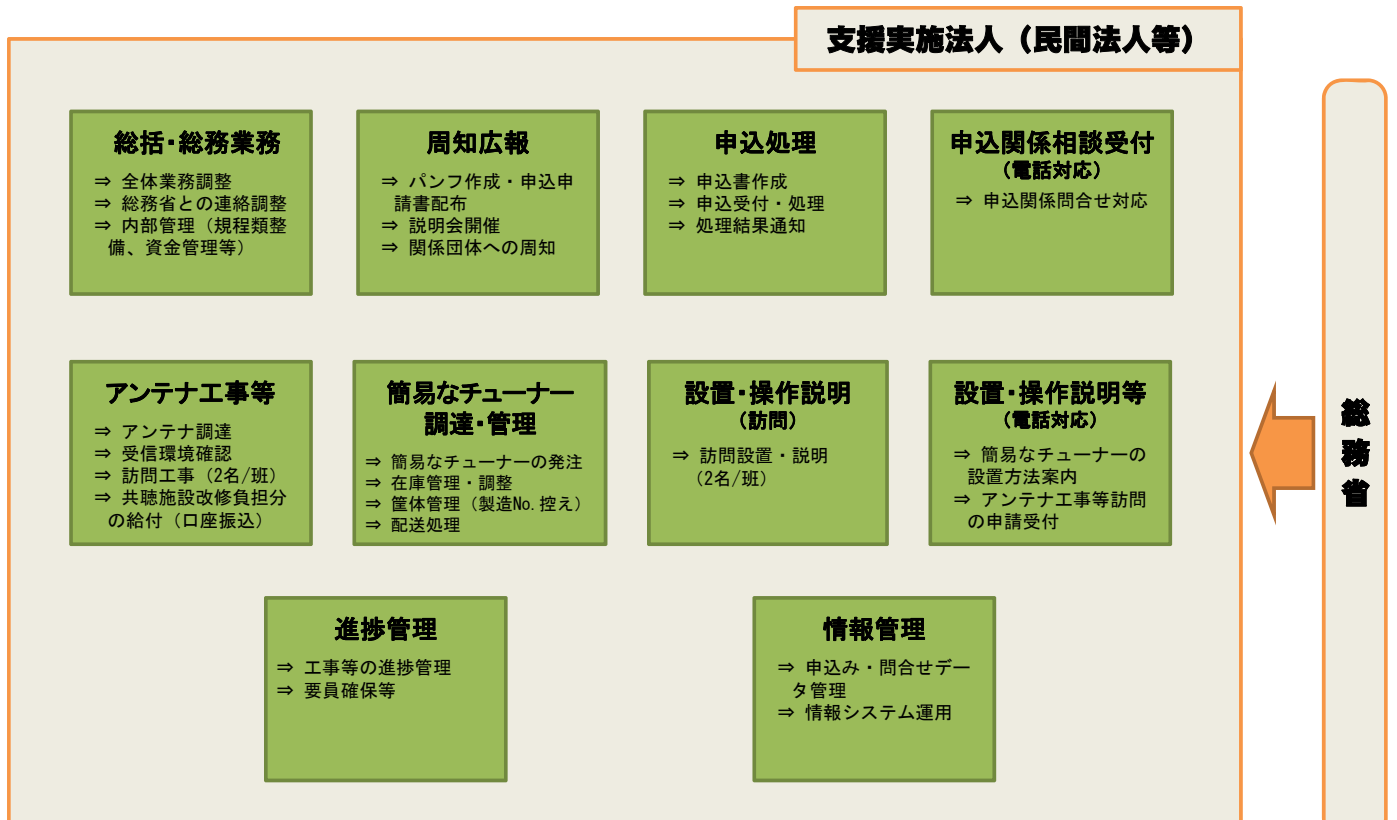 支援実施法人（民間法人等）
総括・総務業務
⇒ 全体業務調整
⇒ 総務省との連絡調整
⇒ 内部管理（規程類整
備、資金管理等）
周知広報
⇒ パンフ作成・申込申
請書配布
⇒ 説明会開催
⇒ 関係団体への周知
申込処理
⇒ 申込書作成
⇒ 申込受付・処理
⇒ 処理結果通知
申込関係相談受付
（電話対応）
⇒ 申込関係問合せ対応
アンテナ工事等
⇒ アンテナ調達
⇒ 受信環境確認
⇒ 訪問工事（2名/班）
⇒ 共聴施設改修負担分
の給付（口座振込）
簡易なチューナー
調達・管理
⇒ 簡易なチューナーの発注
⇒ 在庫管理・調整
⇒ 筐体管理（製造No.控え）
⇒ 配送処理
設置・操作説明
（訪問）
⇒ 訪問設置・説明
（2名/班）
設置・操作説明等
（電話対応）
⇒ 簡易なチューナーの
設置方法案内
⇒ アンテナ工事等訪問
の申請受付
進捗管理
⇒ 工事等の進捗管理
⇒ 要員確保等
情報管理
⇒ 申込み・問合せデー
タ管理
⇒ 情報システム運用
総務省